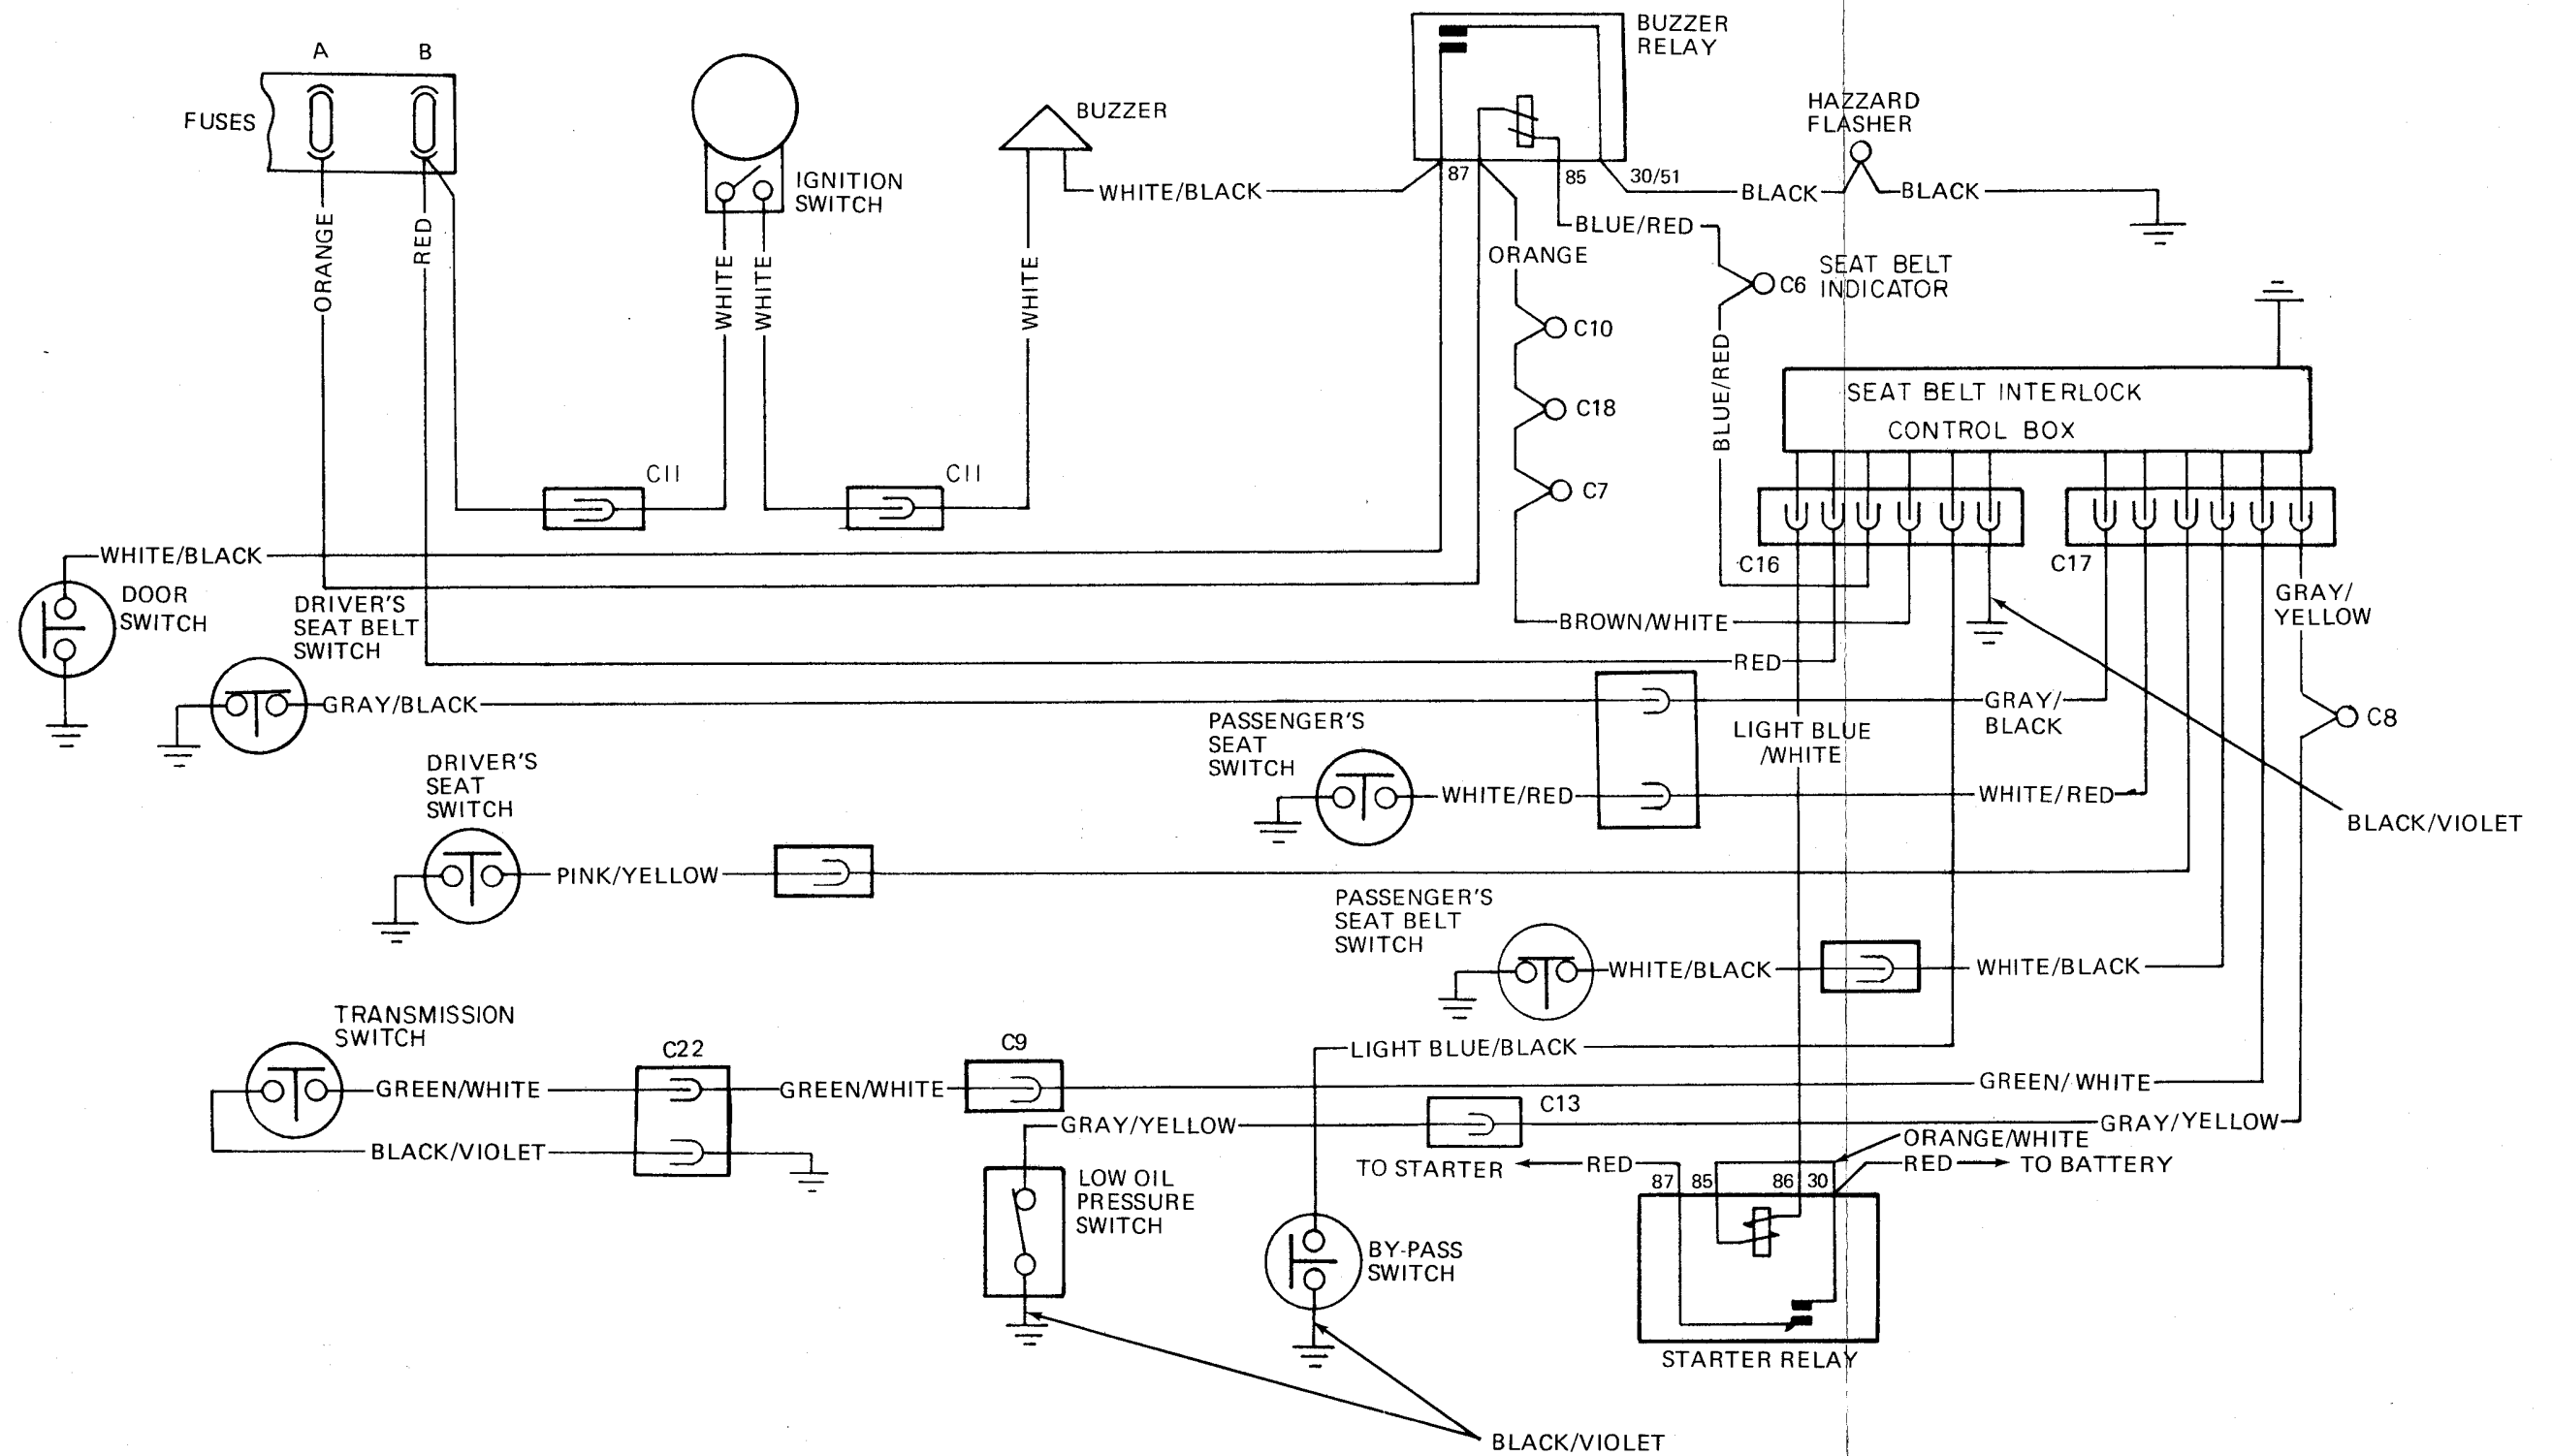 A
B
FUSES
ORANGE
RED
IGNITION
SWITCH
WHITE
WHITE
BUZZER
WHITE
WHITE/BLACK
BUZZER
RELAY
87
85
30/51
HAZZARD
FLASHER
BLACK
BLACK
BLUE/RED
ORANGE
C6
SEAT BELT
INDICATOR
C10
C18
C7
BLUE/RED
SEAT BELT INTERLOCK
CONTROL BOX
C11
C11
C16
C17
WHITE/BLACK
DOOR
SWITCH
DRIVER'S
SEAT BELT
SWITCH
BROWN/WHITE
RED
GRAY/
YELLOW
GRAY/BLACK
GRAY/
BLACK
C8
PASSENGER'S
SEAT
SWITCH
LIGHT BLUE
/WHITE
DRIVER'S
SEAT
SWITCH
WHITE/RED
WHITE/RED
BLACK/VIOLET
PINK/YELLOW
PASSENGER'S
SEAT BELT
SWITCH
WHITE/BLACK
WHITE/BLACK
TRANSMISSION
SWITCH
C22
C9
LIGHT BLUE/BLACK
GREEN/WHITE
GREEN/WHITE
GREEN/WHITE
C13
GRAY/YELLOW
GRAY/YELLOW
BLACK/VIOLET
ORANGE/WHITE
TO STARTER
RED
RED
TO BATTERY
87
85
86
30
LOW OIL
PRESSURE
SWITCH
BY-PASS
SWITCH
STARTER RELAY
BLACK/VIOLET